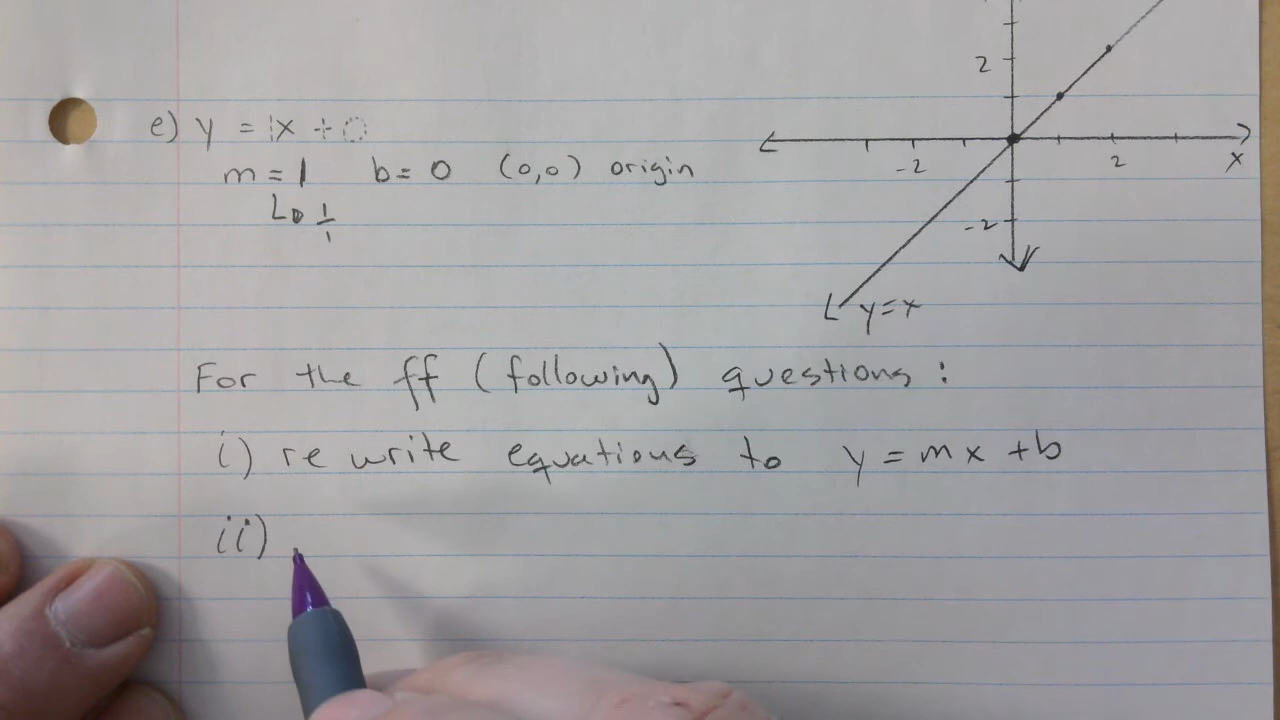 2
e) y = 1x + 0
m = 1 b = 0 (0,0) origin
-2 2 x
↳ 1/1
-2
y=x
For the ff (following) questions:
i) rewrite equations to y = mx + b
ii)